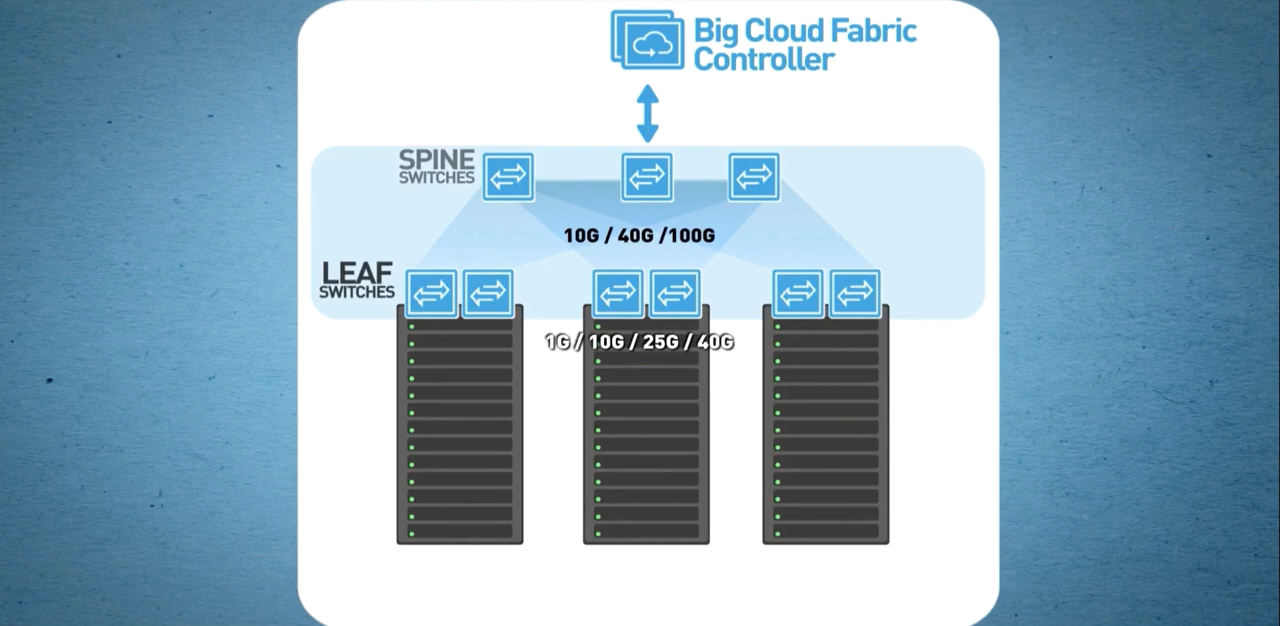 Big Cloud Fabric
Controller
SPINE
SWITCHES
10G / 40G /100G
LEAF
SWITCHES
1G / 10G / 25G / 40G